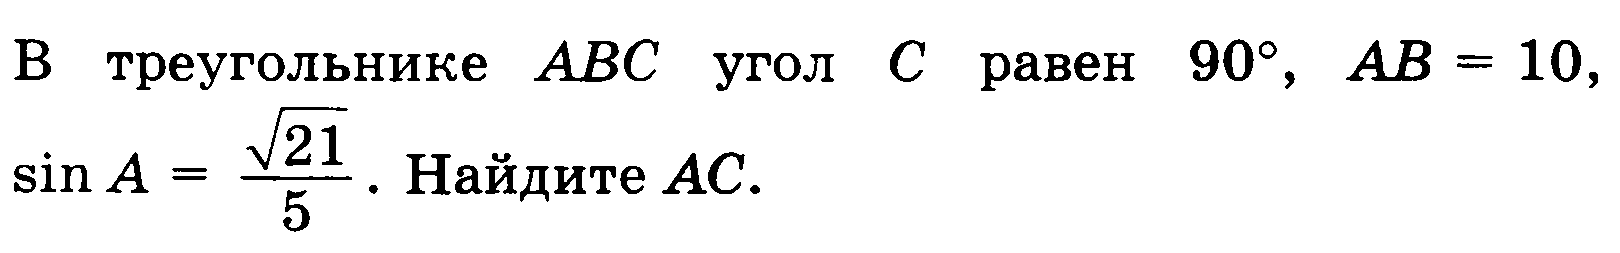 В треугольнике ABC угол C равен 90°, AB = 10,
sin A = √21/5. Найдите AC.